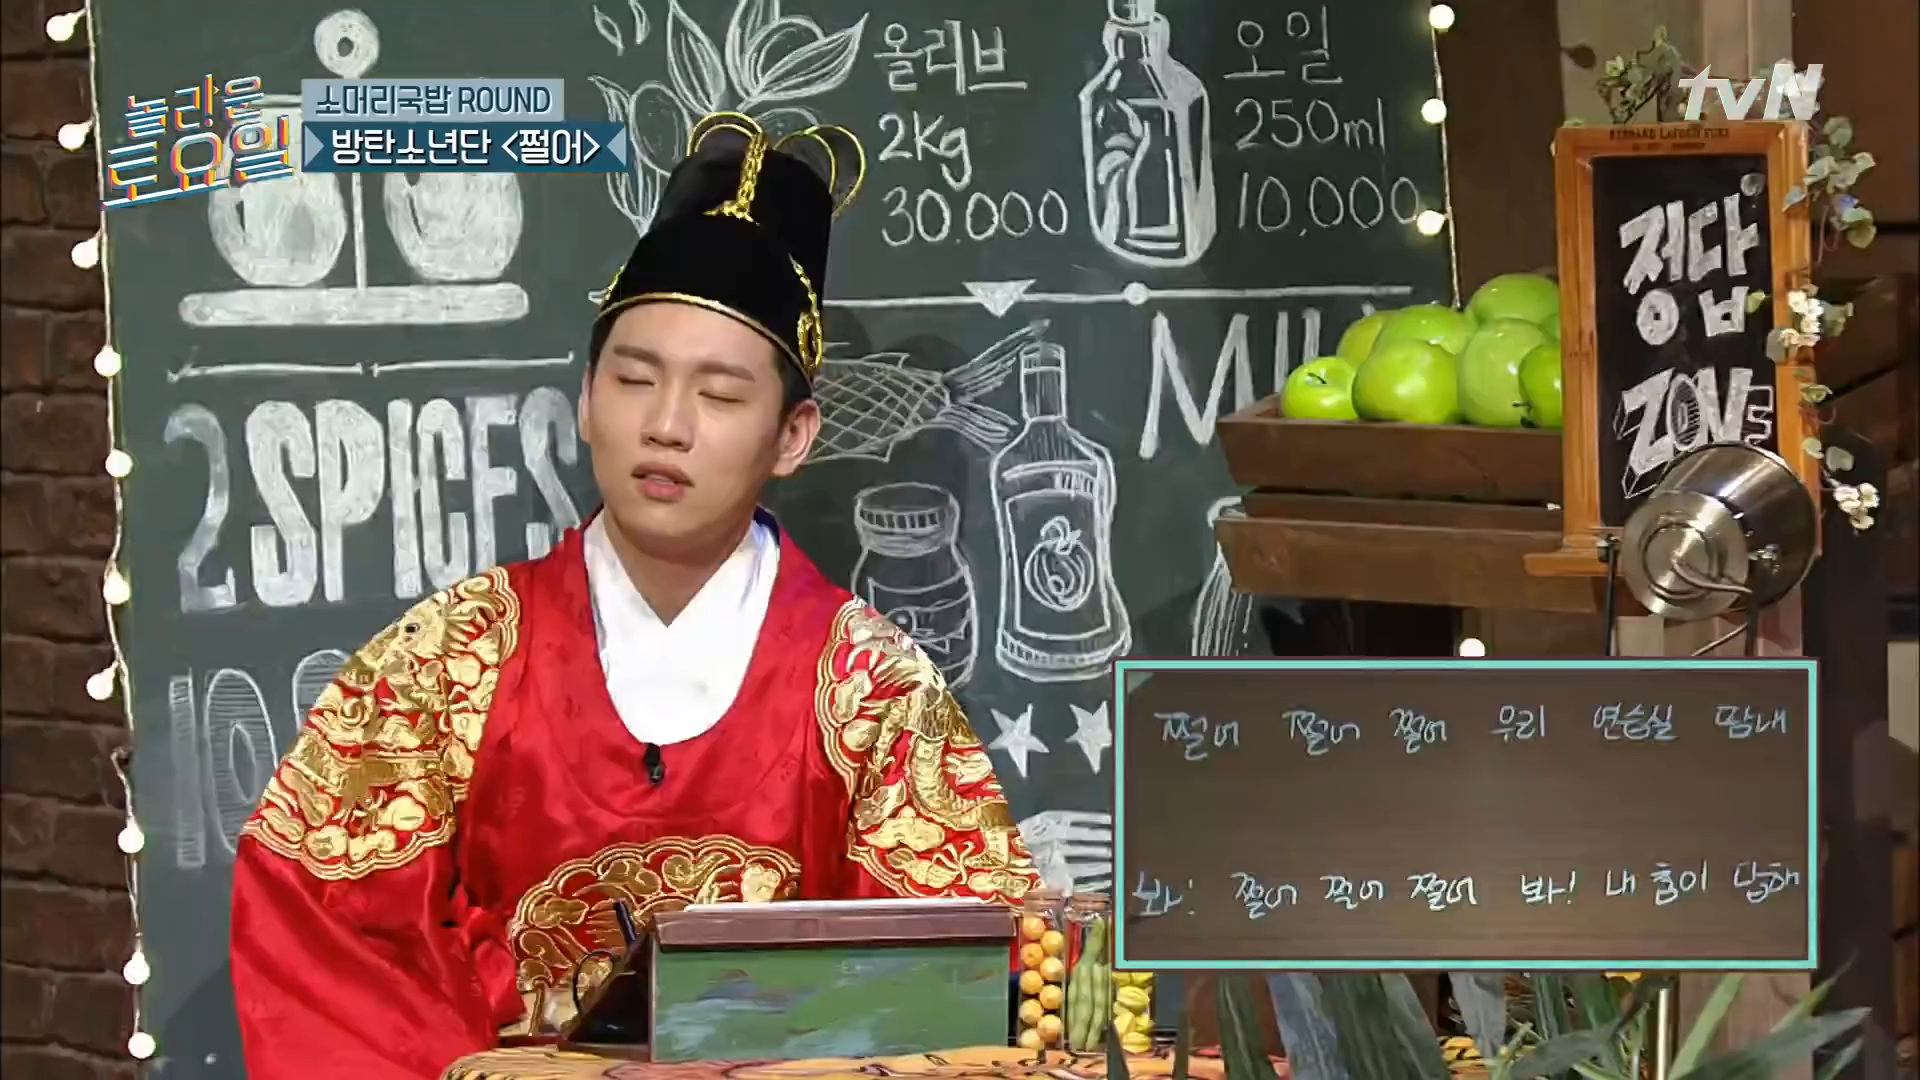 놀라운
토요일
소머리국밥 ROUND
방탄소년단 <쩔어>
tvN
올리브
2Kg
30.000
오일
250ml
10,000
정답
ZONE
2 SPICES
쩔어 쩔어 쩔어 우리 연습실 땀내
봐: 쩔어 쩔어 쩔어 봐! 내 춤이 답해